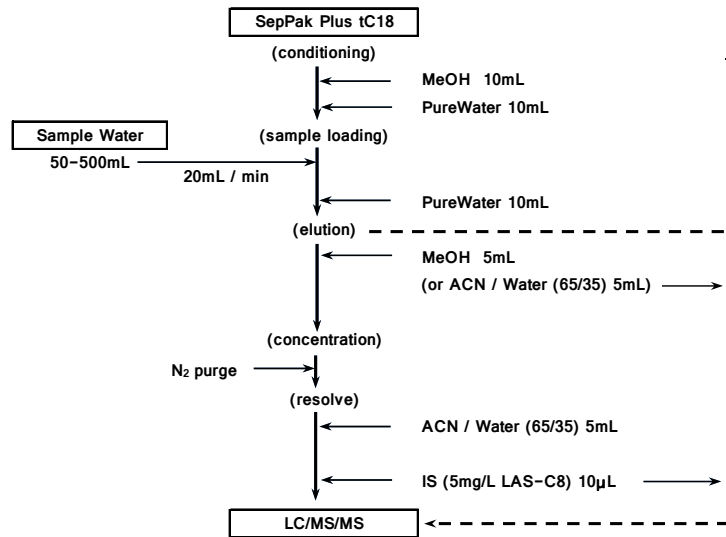 SepPak Plus tC18
(conditioning)
MeOH 10mL
PureWater 10mL
Sample Water
(sample loading)
50-500mL
20mL / min
PureWater 10mL
(elution)
MeOH 5mL
(or ACN / Water (65/35) 5mL)
(concentration)
N₂ purge
(resolve)
ACN / Water (65/35) 5mL
IS (5mg/L LAS-C8) 10μL
LC/MS/MS